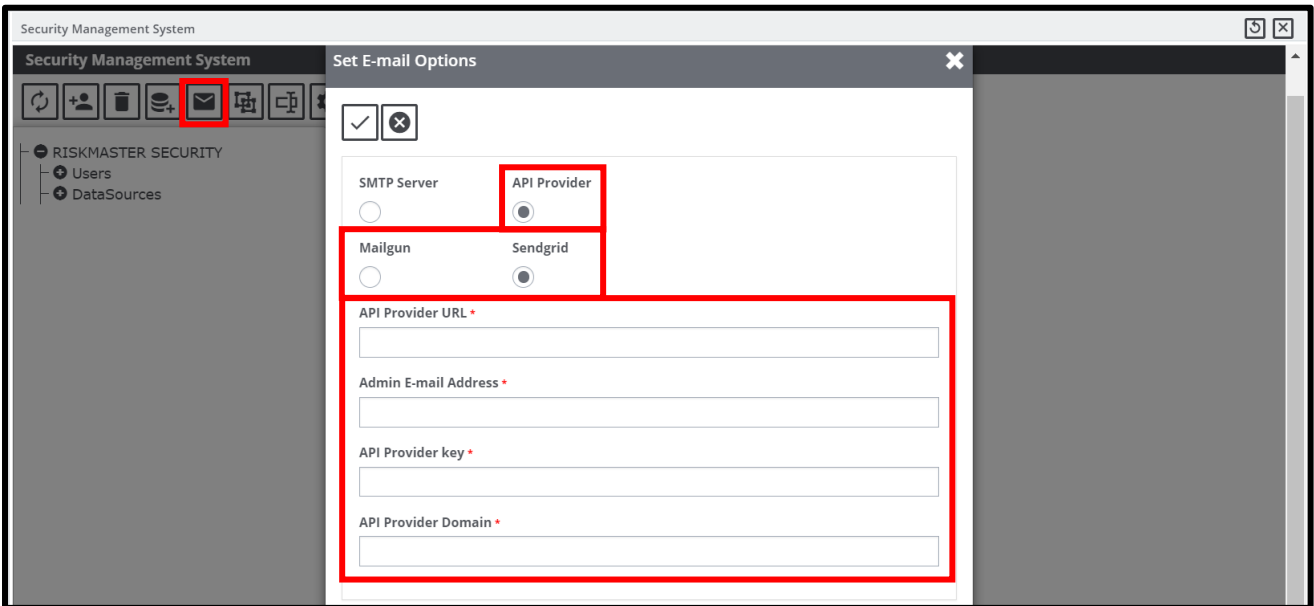 Security Management System
Security Management System
Set E-mail Options
RISKMASTER SECURITY
Users
DataSources
SMTP Server API Provider
Mailgun Sendgrid
API Provider URL *
Admin E-mail Address *
API Provider key *
API Provider Domain *